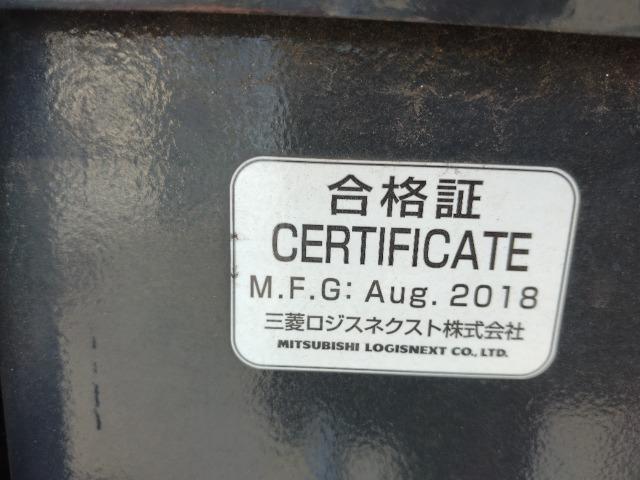 合格証
CERTIFICATE
M.F.G: Aug. 2018
三菱ロジスネクスト株式会社
MITSUBISHI LOGISNEXT CO., LTD.